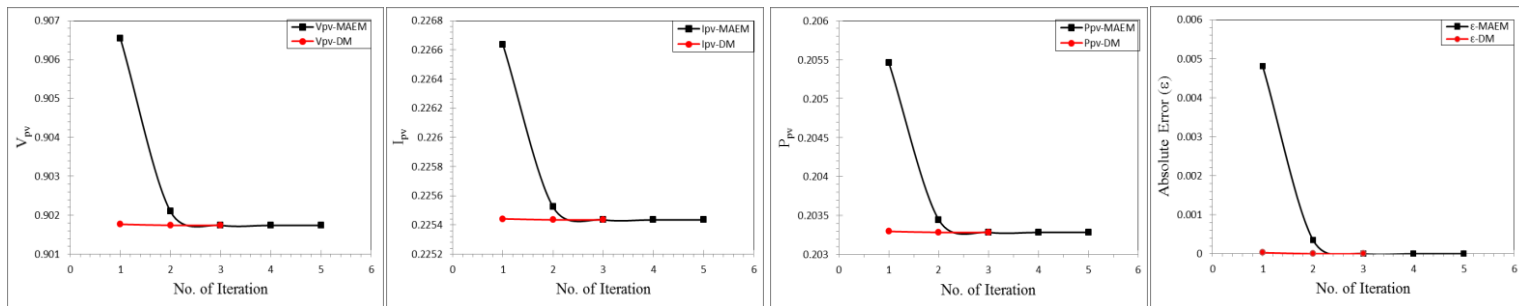 0.907
0.906
0.905
0.904
0.903
0.902
0.901
0 1 2 3 4 5 6
V_pv
No. of Iteration
Vpv-MAEM
Vpv-DM
0.2268
0.2266
0.2264
0.2262
0.226
0.2258
0.2256
0.2254
0.2252
0 1 2 3 4 5 6
I_pv
No. of Iteration
Ipv-MAEM
Ipv-DM
0.206
0.2055
0.205
0.2045
0.204
0.2035
0.203
0 1 2 3 4 5 6
P_pv
No. of Iteration
Ppv-MAEM
Ppv-DM
0.006
0.005
0.004
0.003
0.002
0.001
0
0 1 2 3 4 5 6
Absolute Error (ε)
No. of Iteration
ε-MAEM
ε-DM